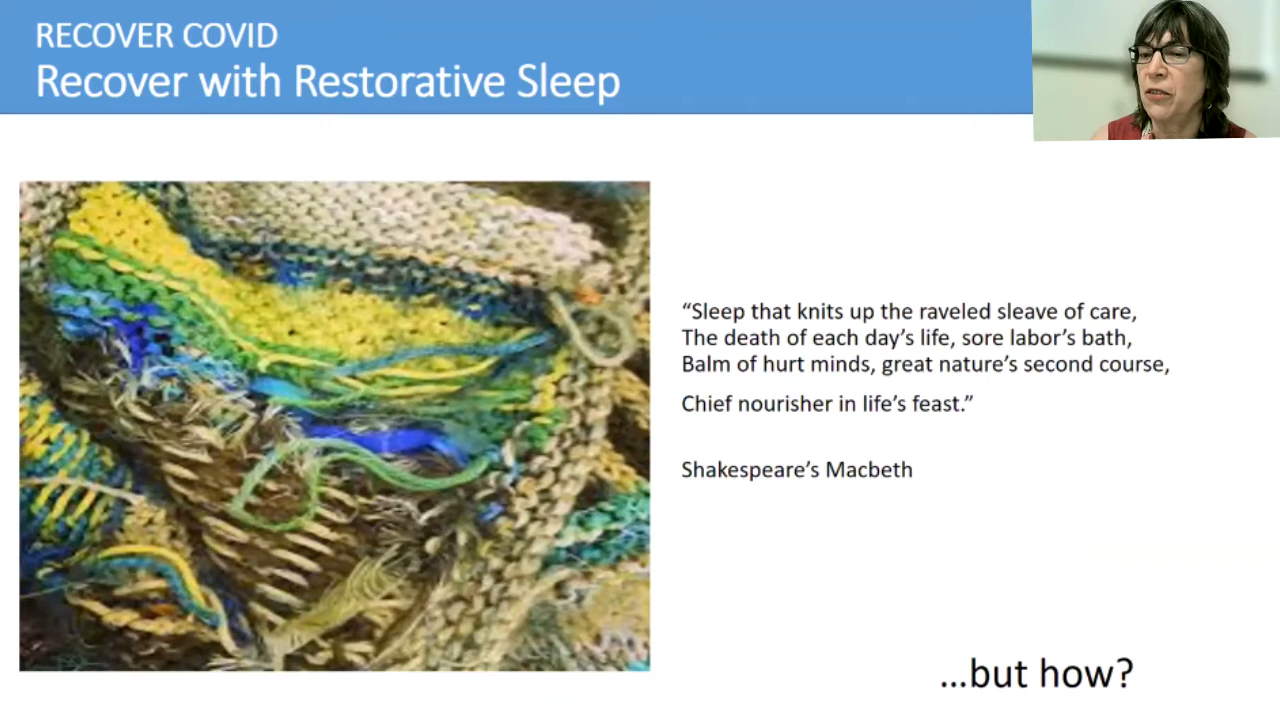 RECOVER COVID
Recover with Restorative Sleep
“Sleep that knits up the raveled sleave of care,
The death of each day’s life, sore labor’s bath,
Balm of hurt minds, great nature’s second course,
Chief nourisher in life’s feast.”
Shakespeare’s Macbeth
...but how?